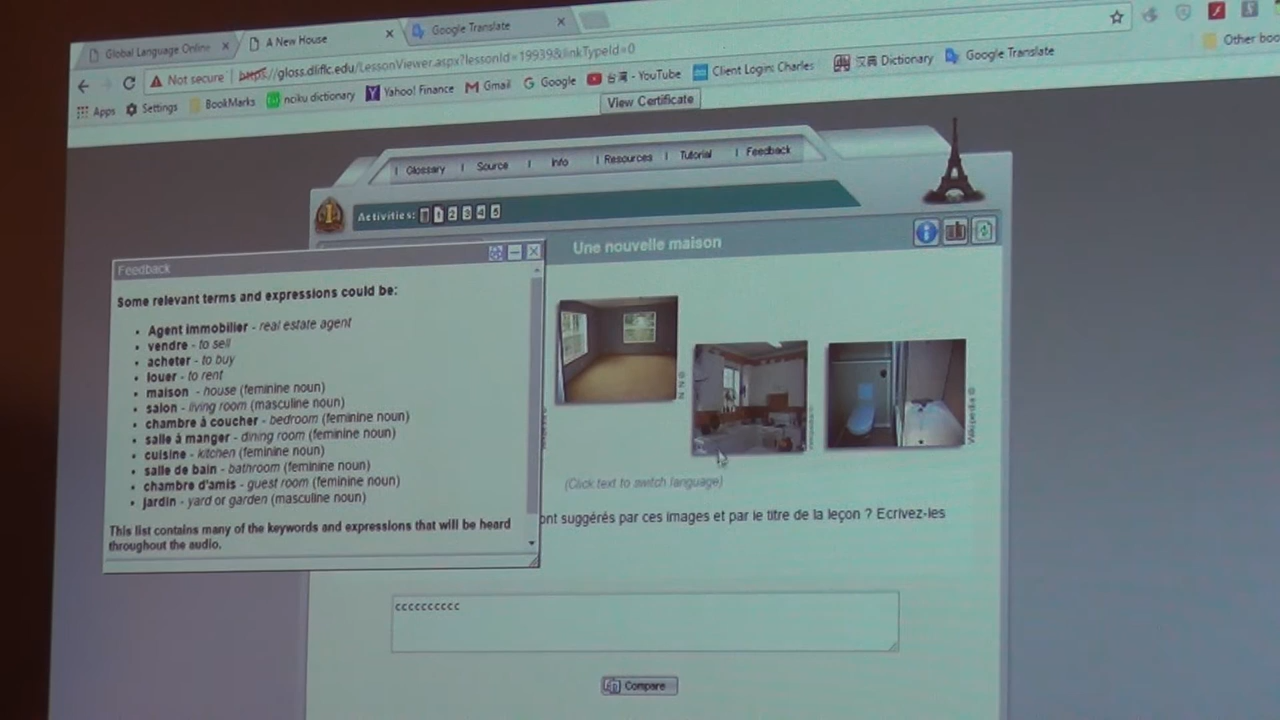 Global Language Online
A New House
Google Translate
Not secure | https://gloss.dliflc.edu/LessonViewer.aspx?lessonId=19939&linkTypeId=0
Apps Settings BookMarks nciku dictionary Yahoo! Finance Gmail Google 台灣 - YouTube Client Login: Charles 汉典 Dictionary Google Translate Other boo
View Certificate
| Glossary | Source | Info | Resources | Tutorial | Feedback
Activities: 1 2 3 4 5
Une nouvelle maison
Feedback
Some relevant terms and expressions could be:
• Agent immobilier - real estate agent
• vendre - to sell
• acheter - to buy
• louer - to rent
• maison - house (feminine noun)
• salon - living room (masculine noun)
• chambre à coucher - bedroom (feminine noun)
• salle à manger - dining room (feminine noun)
• cuisine - kitchen (feminine noun)
• salle de bain - bathroom (feminine noun)
• chambre d'amis - guest room (feminine noun)
• jardin - yard or garden (masculine noun)
This list contains many of the keywords and expressions that will be heard
throughout the audio.
Wikipedia ©
Wikipedia ©
(Click text to switch language)
ont suggérés par ces images et par le titre de la leçon ? Ecrivez-les
cccccccccc
Compare